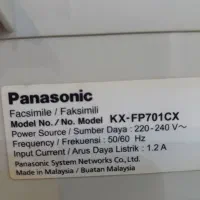 Panasonic
Facsimile / Faksimili
Model No. / No. Model KX-FP701CX
Power Source / Sumber Daya : 220-240 V~
Frequency / Frekuensi : 50/60 Hz
Input Current / Arus Daya Listrik : 1.2 A
Panasonic System Networks Co., Ltd.
Made in Malaysia / Buatan Malaysia